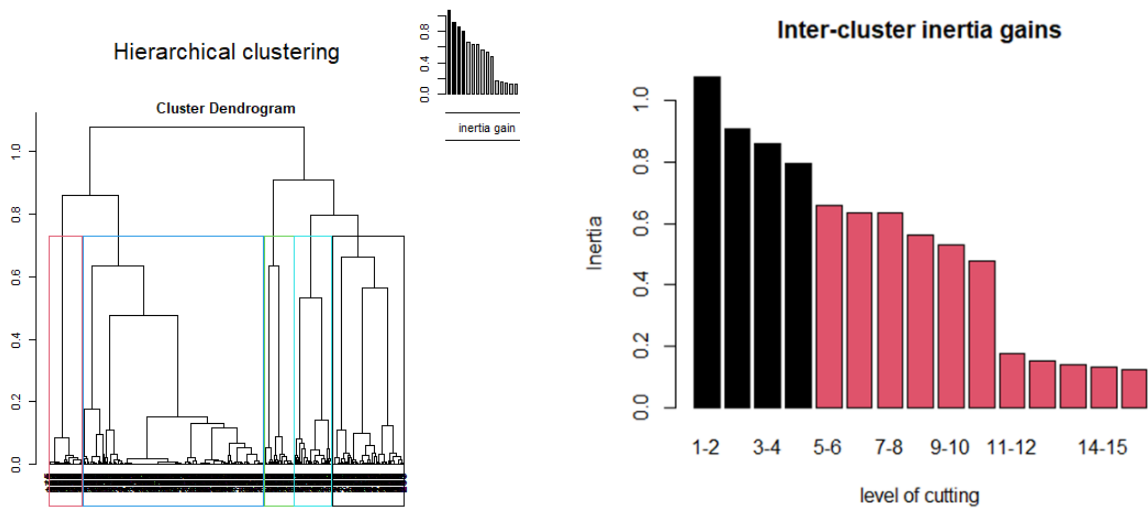 Hierarchical clustering
0.0 0.4 0.8
inertia gain
Cluster Dendrogram
0.0 0.2 0.4 0.6 0.8 1.0
Inter-cluster inertia gains
Inertia
0.0 0.2 0.4 0.6 0.8 1.0
1-2 3-4 5-6 7-8 9-10 11-12 14-15
level of cutting